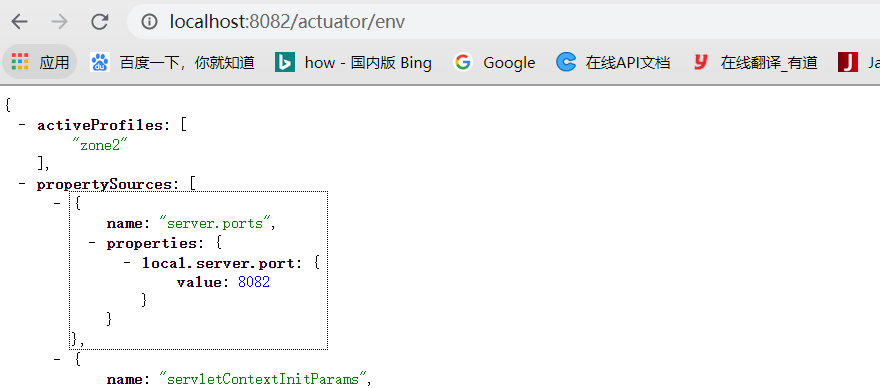 localhost:8082/actuator/env
应用 百度一下，你就知道 how - 国内版 Bing Google 在线API文档 在线翻译_有道 Ja
{
- activeProfiles: [
"zone2"
],
- propertySources: [
- {
name: "server.ports",
- properties: {
- local.server.port: {
value: 8082
}
}
},
- {
name: "servletContextInitParams",